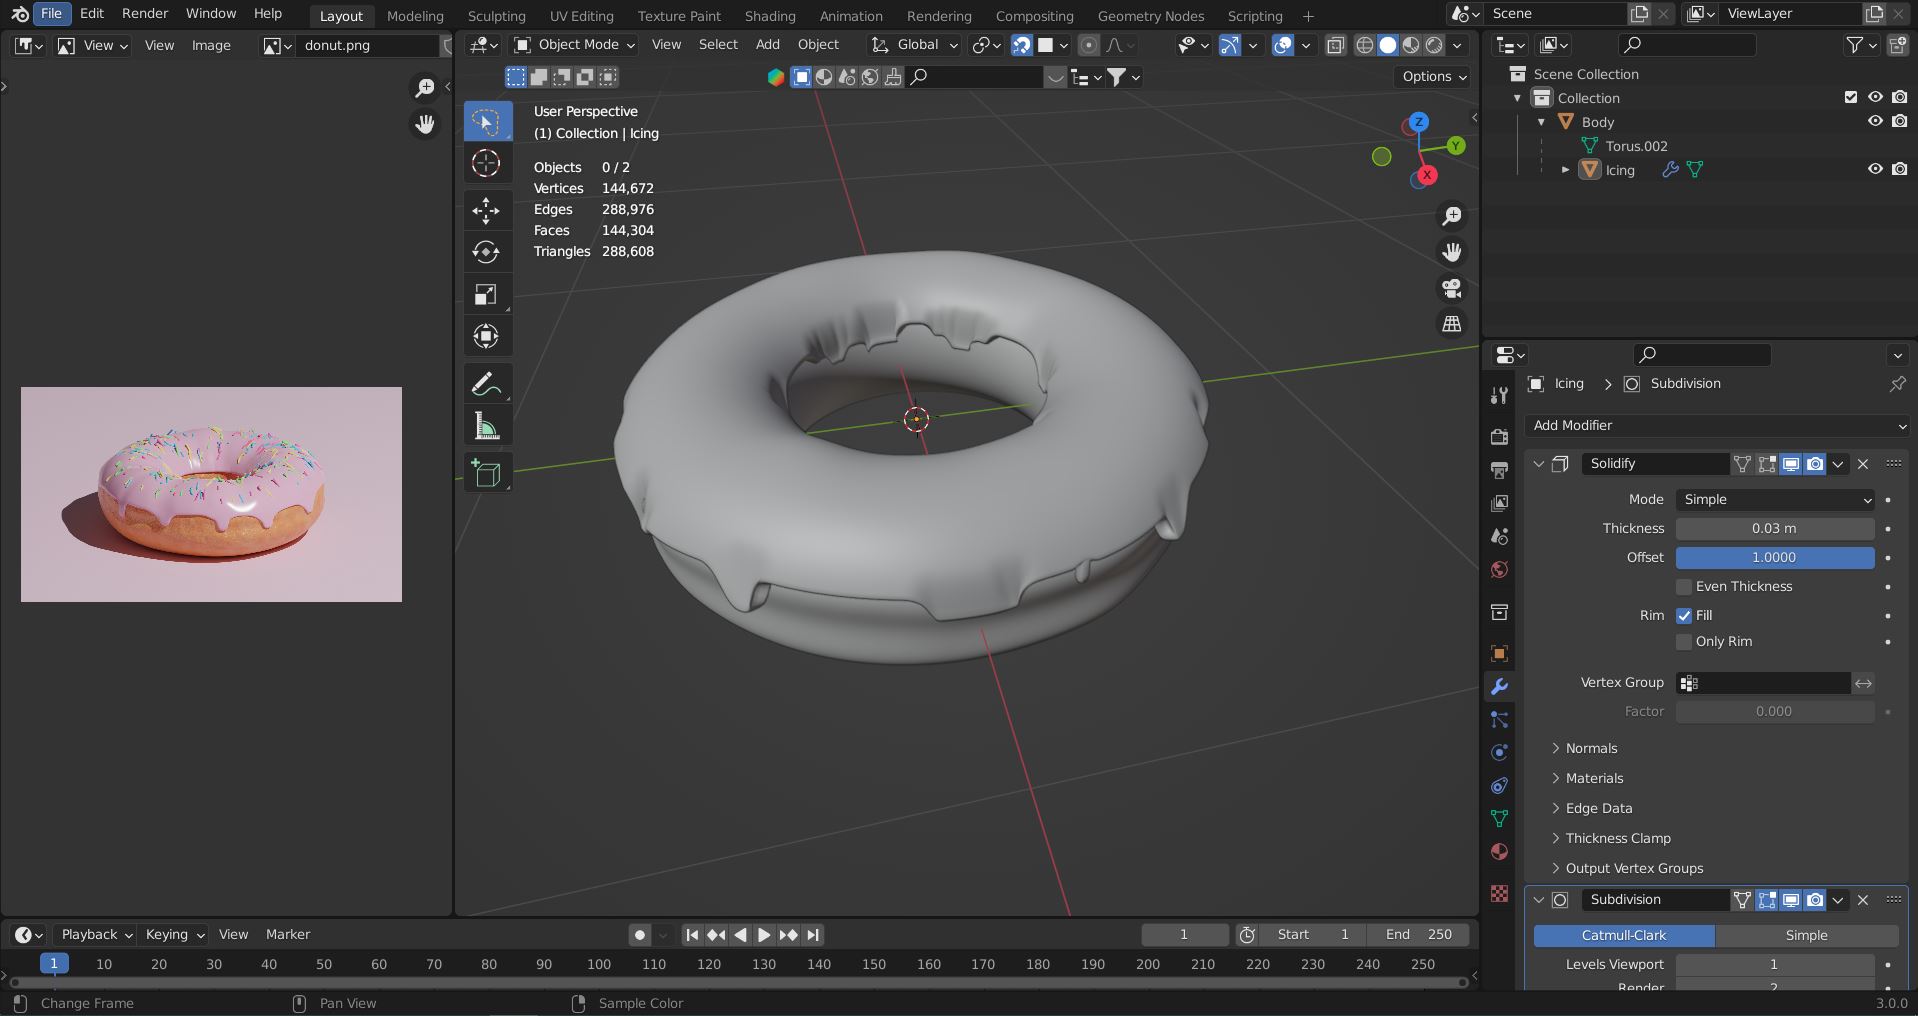 File Edit Render Window Help Layout Modeling Sculpting UV Editing Texture Paint Shading Animation Rendering Compositing Geometry Nodes Scripting + Scene ViewLayer
View View Image donut.png Object Mode View Select Add Object Global
Options
User Perspective
(1) Collection | Icing
Objects 0 / 2
Vertices 144,672
Edges 288,976
Faces 144,304
Triangles 288,608
Z
Y
X
Scene Collection
Collection
Body
Torus.002
Icing
Icing > Subdivision
Add Modifier
Solidify
Mode Simple
Thickness 0.03 m
Offset 1.0000
Even Thickness
Rim Fill
Only Rim
Vertex Group
Factor 0.000
Normals
Materials
Edge Data
Thickness Clamp
Output Vertex Groups
Subdivision
Catmull-Clark Simple
Levels Viewport 1
Render 2
Playback Keying View Marker 1 Start 1 End 250
1 10 20 30 40 50 60 70 80 90 100 110 120 130 140 150 160 170 180 190 200 210 220 230 240 250
Change Frame Pan View Sample Color 3.0.0